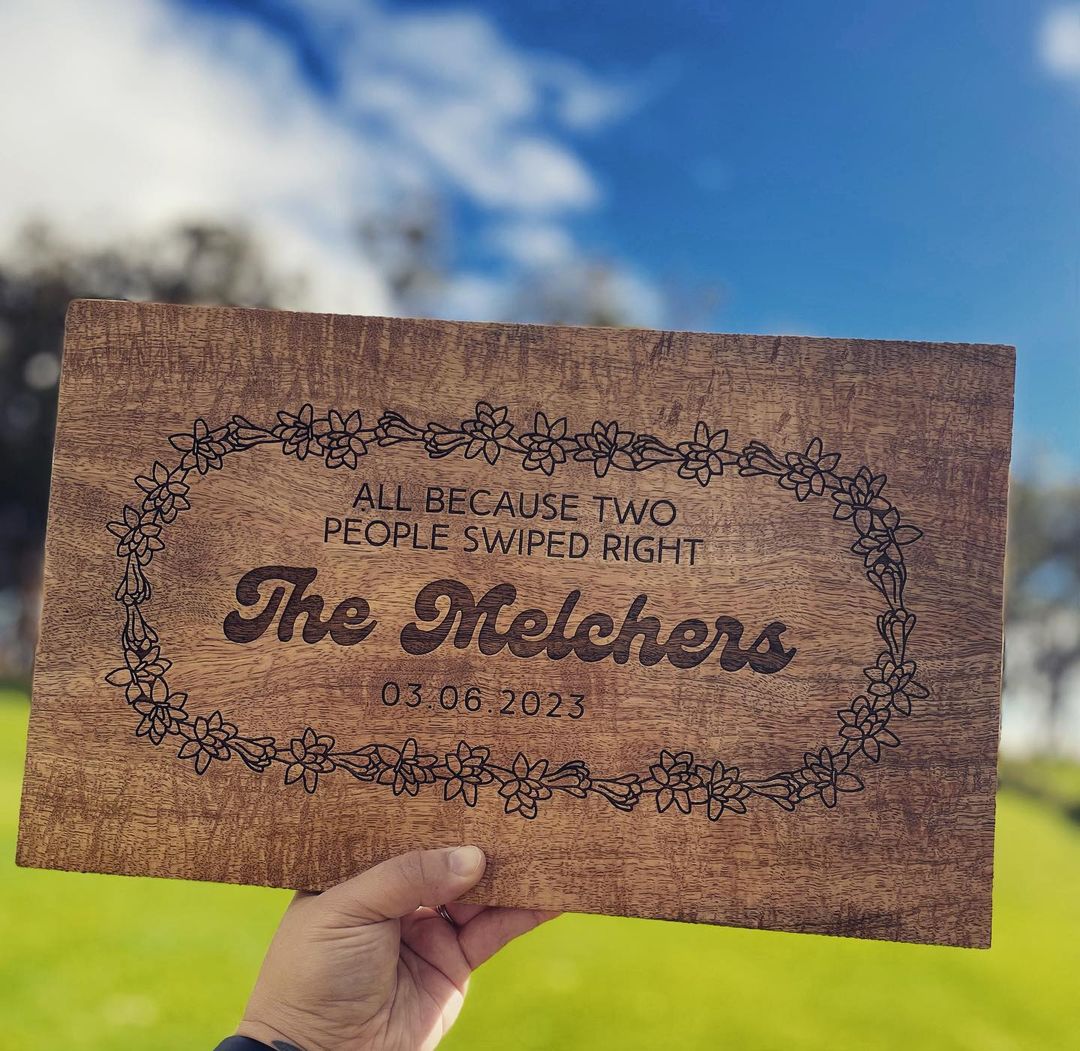 ALL BECAUSE TWO
PEOPLE SWIPED RIGHT
The Melchers
03.06.2023